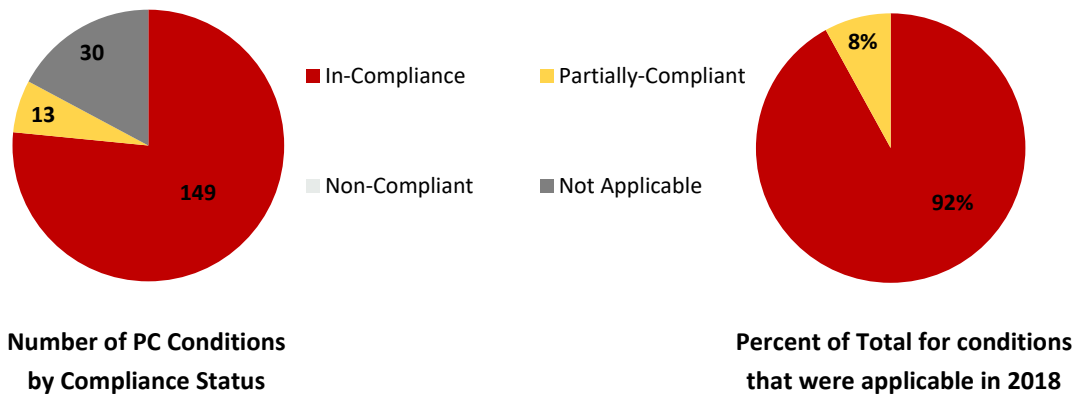 30
13
149
In-Compliance
Partially-Compliant
Non-Compliant
Not Applicable
8%
92%
Number of PC Conditions
by Compliance Status
Percent of Total for conditions
that were applicable in 2018